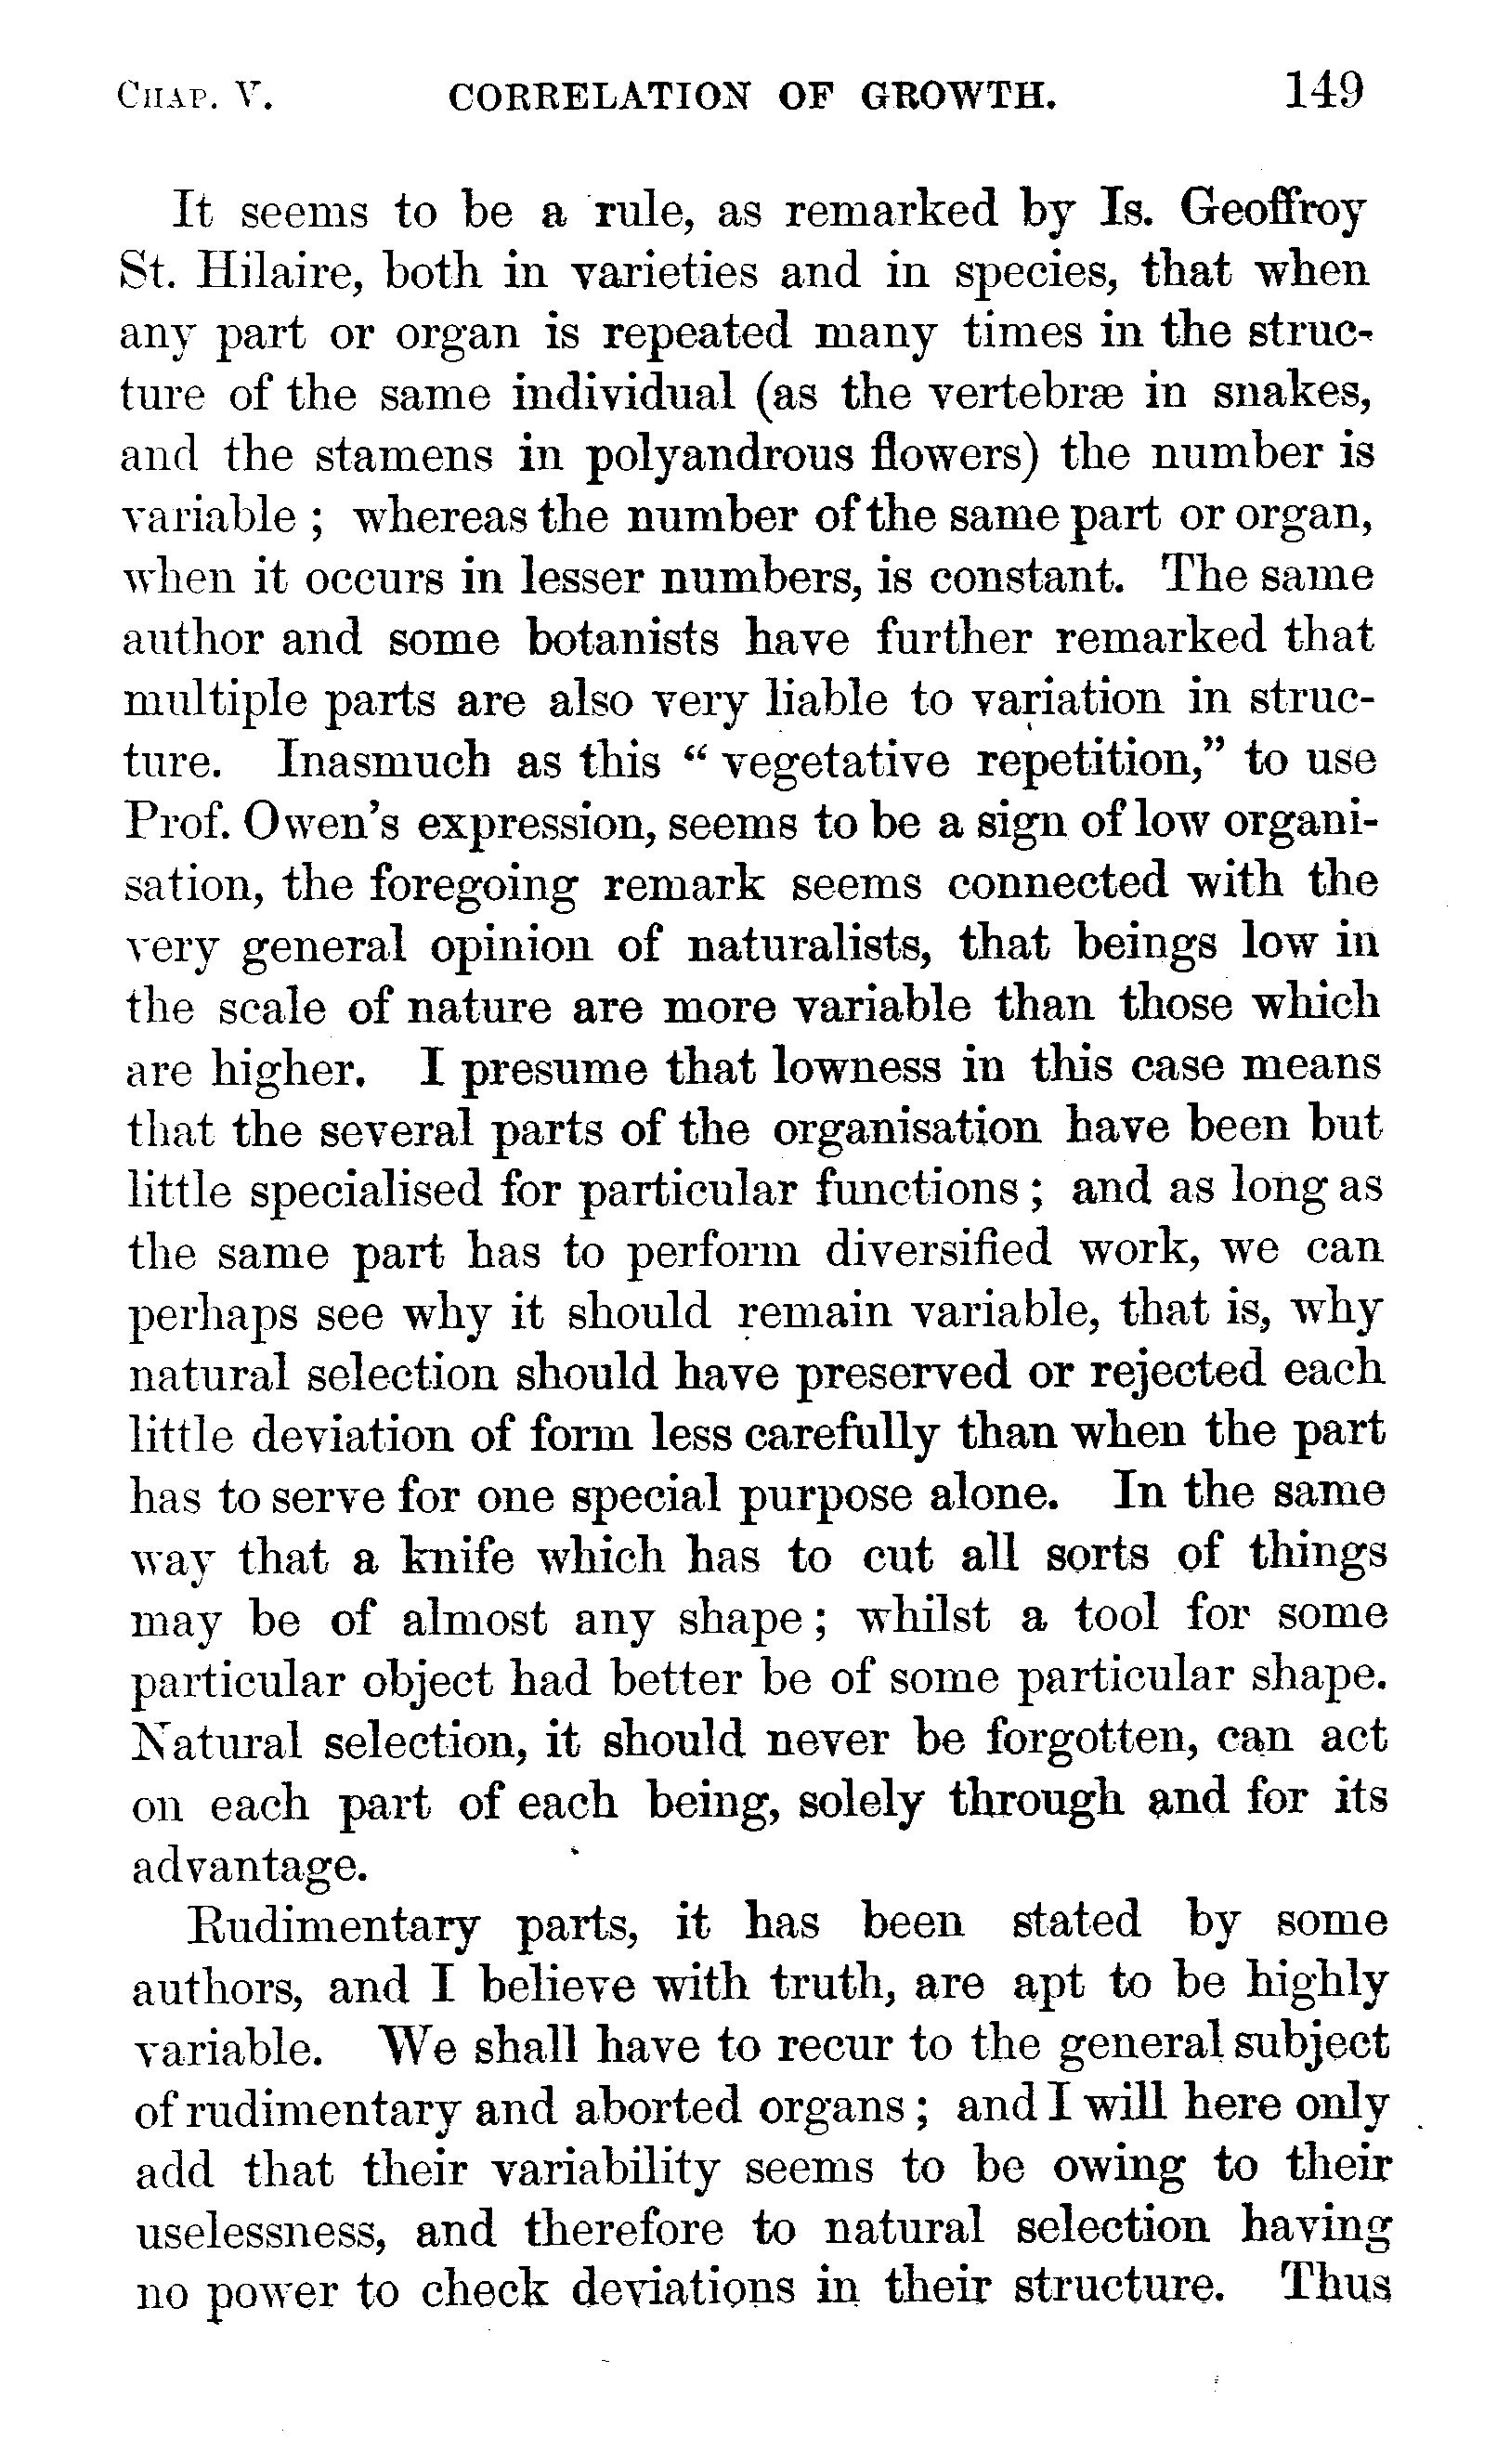 CHAP. V. CORRELATION OF GROWTH. 149
It seems to be a rule, as remarked by Is. Geoffroy
St. Hilaire, both in varieties and in species, that when
any part or organ is repeated many times in the struc-
ture of the same individual (as the vertebræ in snakes,
and the stamens in polyandrous flowers) the number is
variable; whereas the number of the same part or organ,
when it occurs in lesser numbers, is constant. The same
author and some botanists have further remarked that
multiple parts are also very liable to variation in struc-
ture. Inasmuch as this “vegetative repetition,” to use
Prof. Owen's expression, seems to be a sign of low organi-
sation, the foregoing remark seems connected with the
very general opinion of naturalists, that beings low in
the scale of nature are more variable than those which
are higher. I presume that lowness in this case means
that the several parts of the organisation have been but
little specialised for particular functions; and as long as
the same part has to perform diversified work, we can
perhaps see why it should remain variable, that is, why
natural selection should have preserved or rejected each
little deviation of form less carefully than when the part
has to serve for one special purpose alone. In the same
way that a knife which has to cut all sorts of things
may be of almost any shape; whilst a tool for some
particular object had better be of some particular shape.
Natural selection, it should never be forgotten, can act
on each part of each being, solely through and for its
advantage.
Rudimentary parts, it has been stated by some
authors, and I believe with truth, are apt to be highly
variable. We shall have to recur to the general subject
of rudimentary and aborted organs; and I will here only
add that their variability seems to be owing to their
uselessness, and therefore to natural selection having
no power to check deviations in their structure. Thus